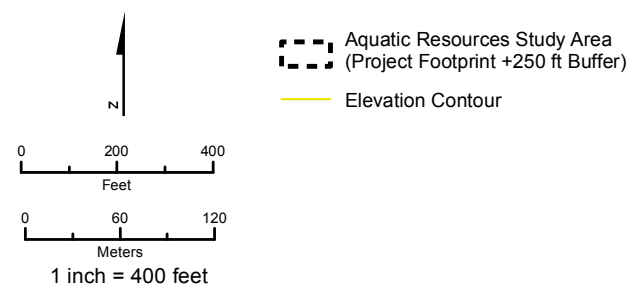 Aquatic Resources Study Area
(Project Footprint +250 ft Buffer)
Elevation Contour
N
0 200 400
Feet
0 60 120
Meters
1 inch = 400 feet